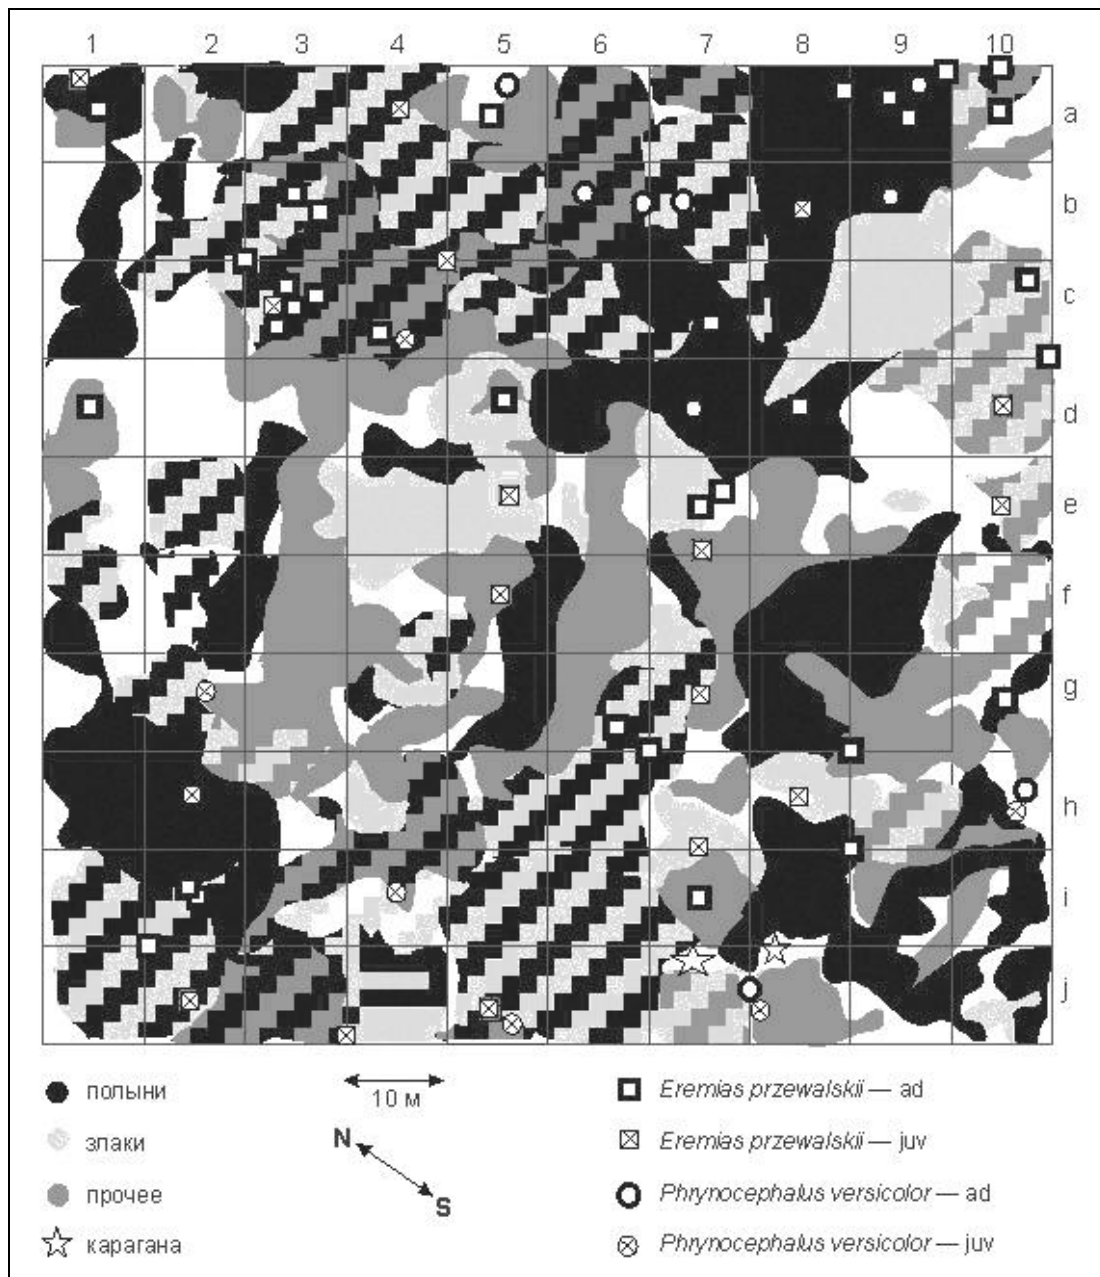 1 2 3 4 5 6 7 8 9 10
a
b
c
d
e
f
g
h
i
j
полыни
злаки
прочее
карагана
10 м
N
S
Eremias przewalskii — ad
Eremias przewalskii — juv
Phrynocephalus versicolor — ad
Phrynocephalus versicolor — juv